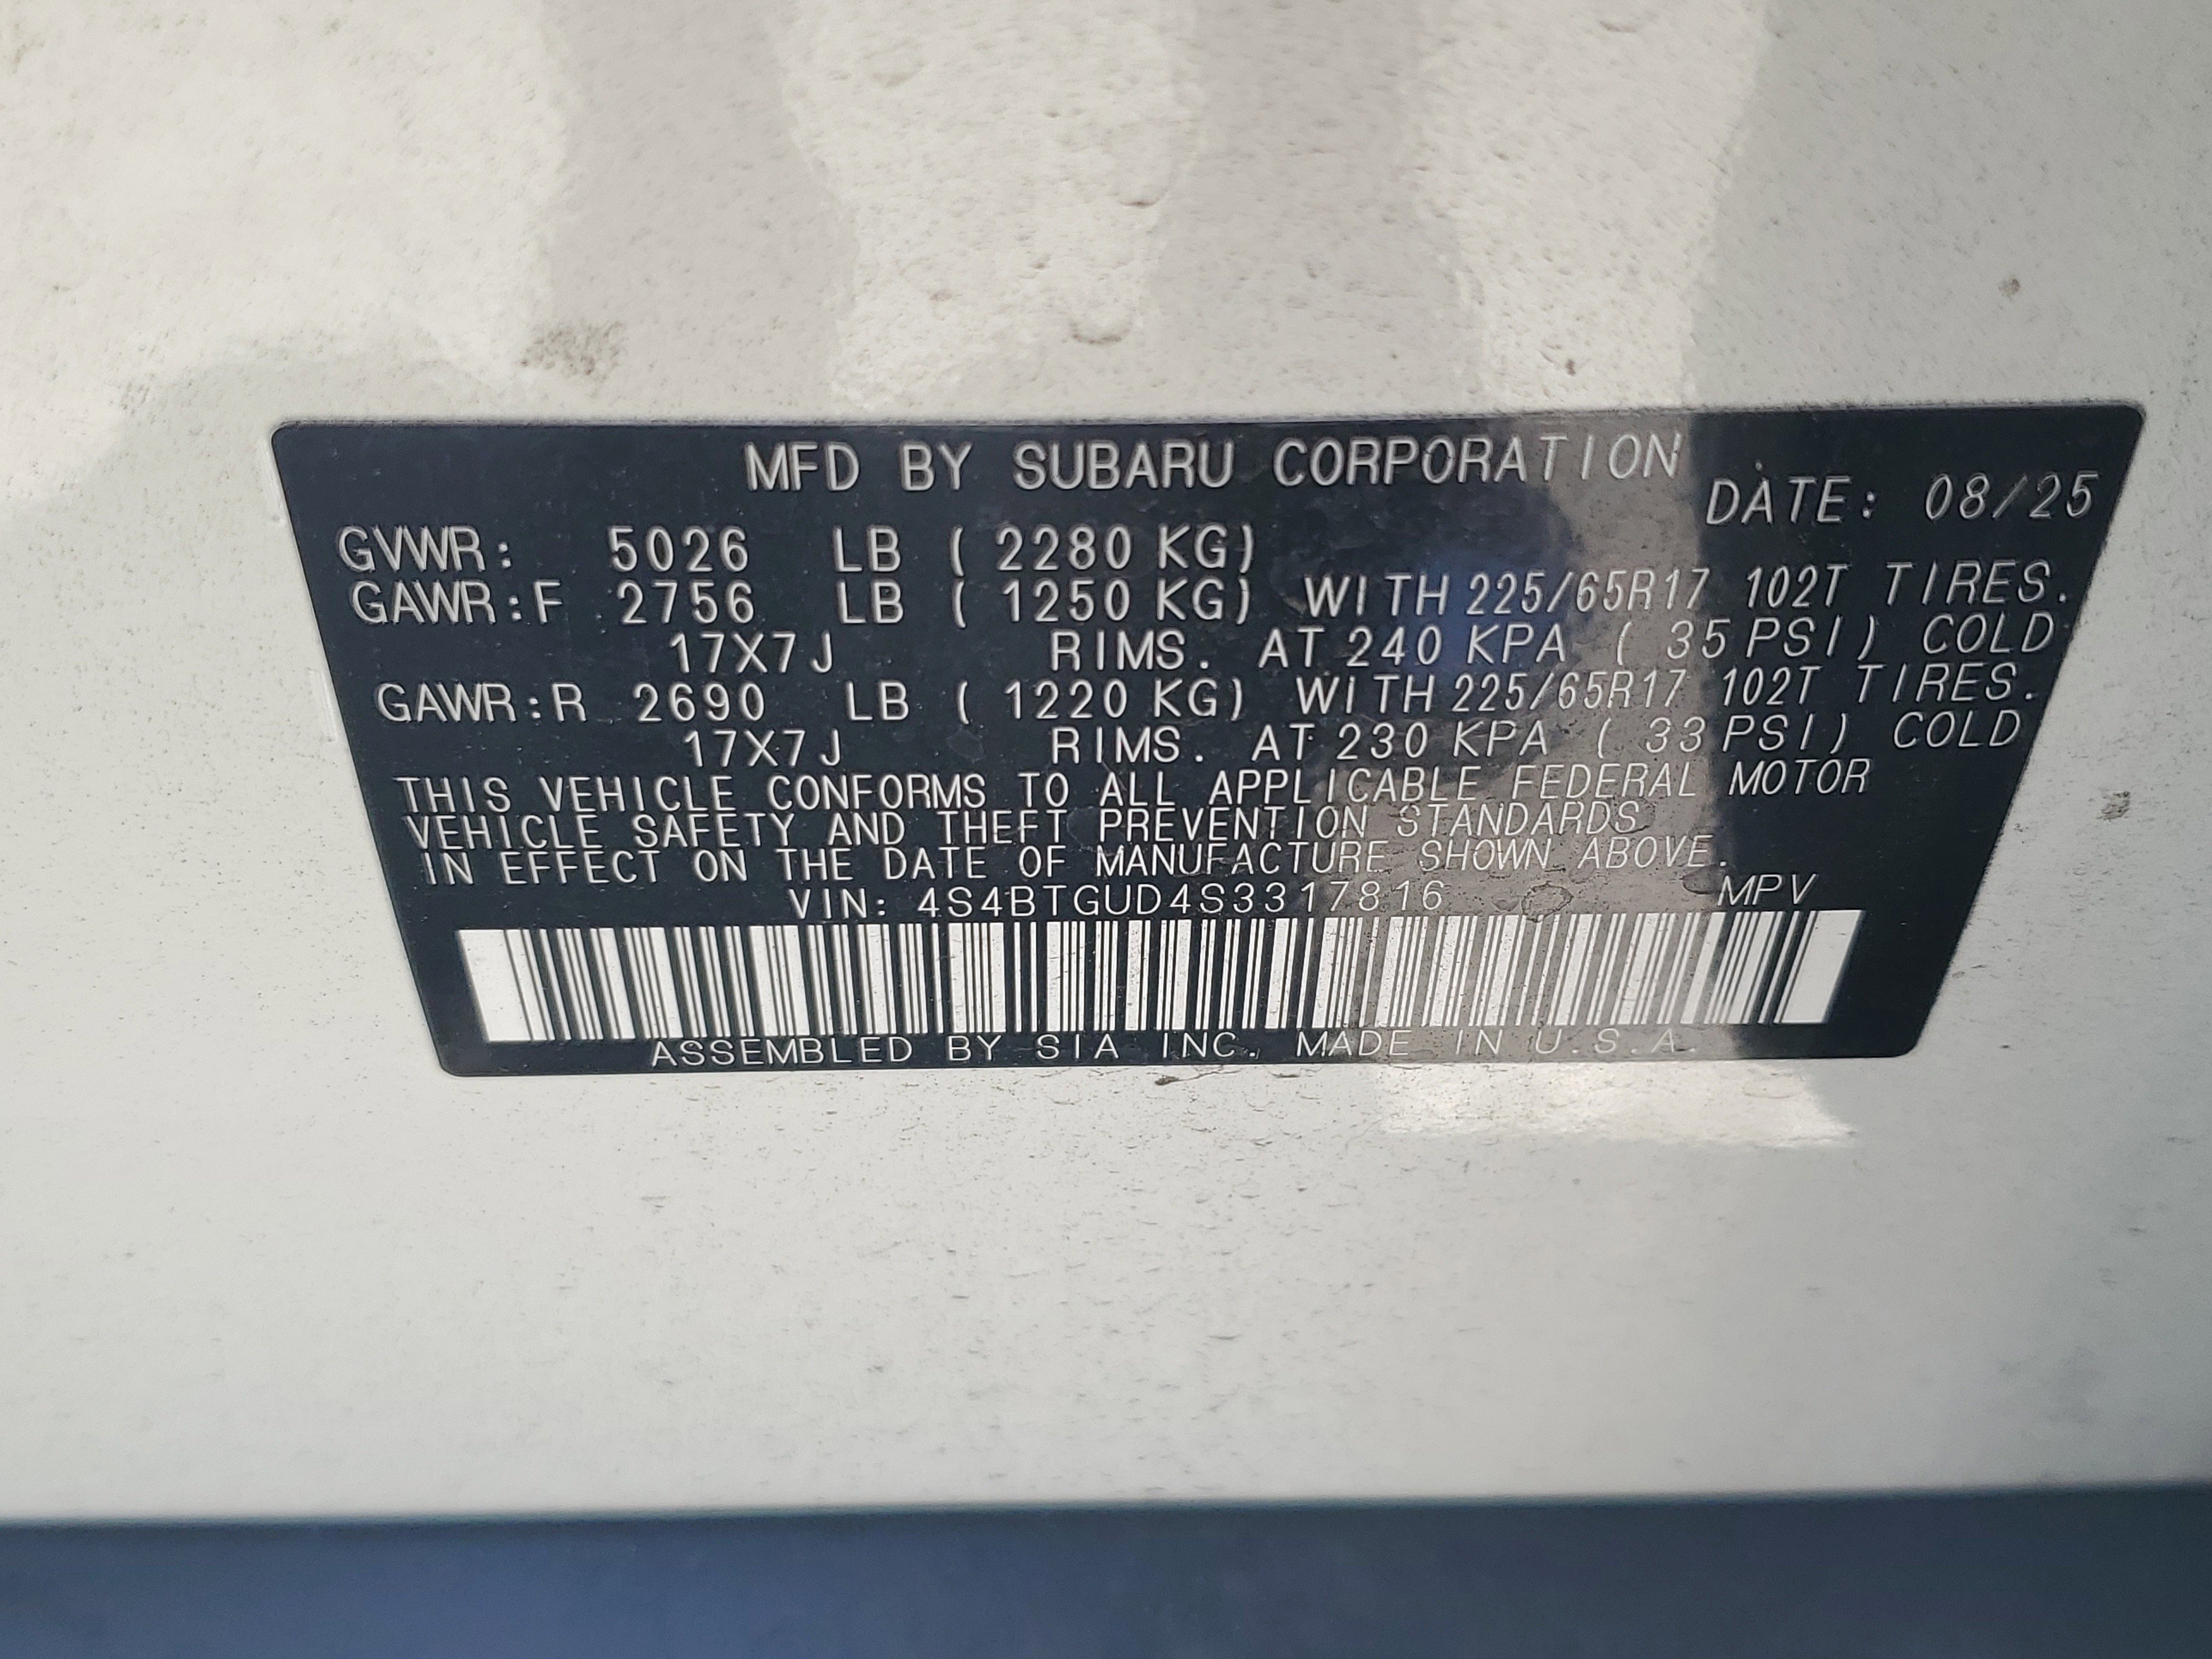 MFD BY SUBARU CORPORATION
DATE: 08/25
GVWR: 5026 LB ( 2280 KG)
GAWR:F 2756 LB ( 1250 KG) WITH 225/65R17 102T TIRES.
17X7J RIMS. AT 240 KPA ( 35 PSI) COLD
GAWR:R 2690 LB ( 1220 KG) WITH 225/65R17 102T TIRES.
17X7J RIMS. AT 230 KPA ( 33 PSI) COLD
THIS VEHICLE CONFORMS TO ALL APPLICABLE FEDERAL MOTOR
VEHICLE SAFETY AND THEFT PREVENTION STANDARDS
IN EFFECT ON THE DATE OF MANUFACTURE SHOWN ABOVE.
VIN: 4S4BTGUD4S3317816 MPV
ASSEMBLED BY SIA INC. MADE IN U.S.A.